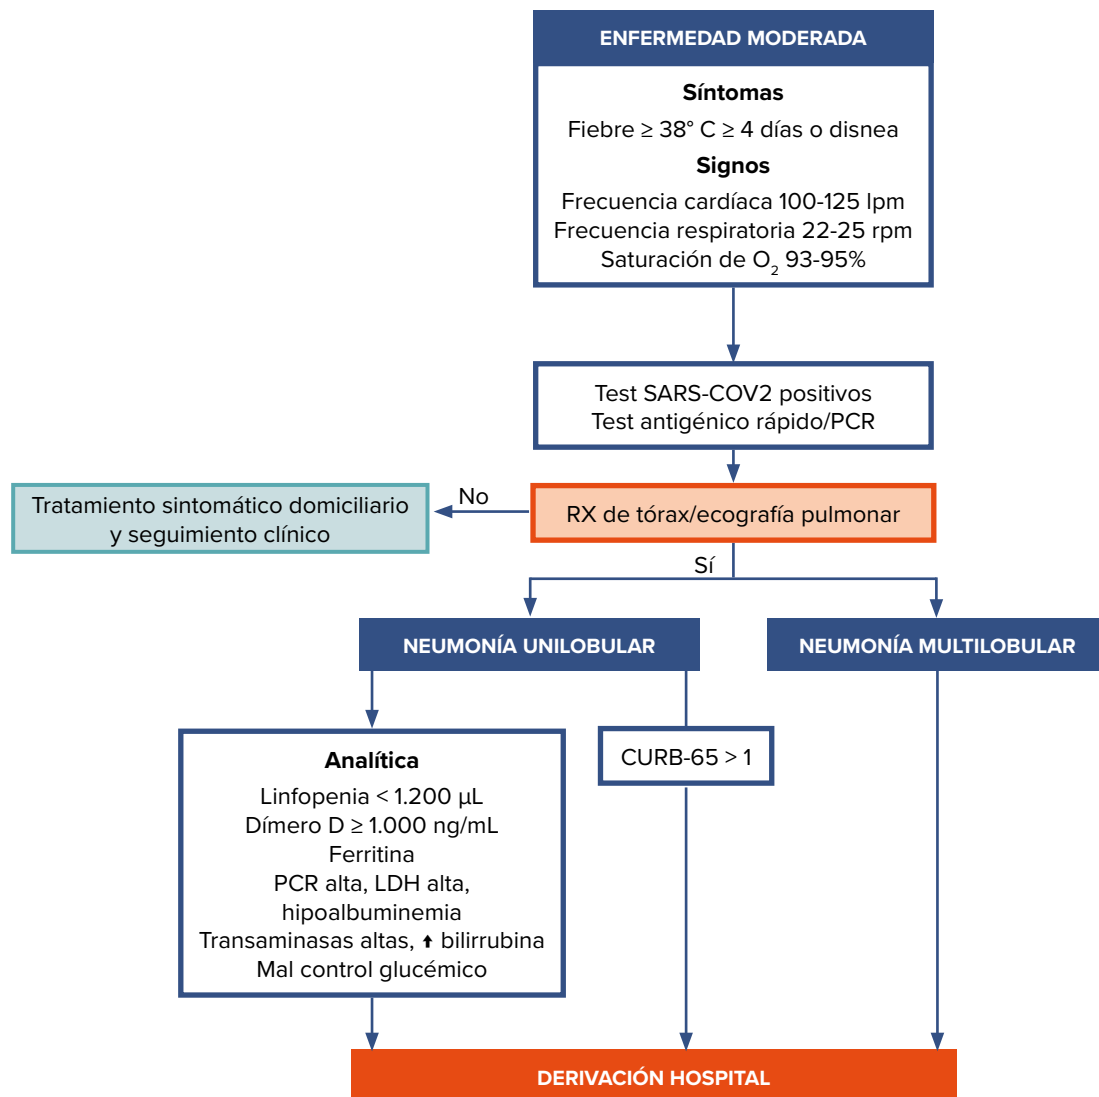 ENFERMEDAD MODERADA
Síntomas
Fiebre ≥ 38° C ≥ 4 días o disnea
Signos
Frecuencia cardíaca 100-125 lpm
Frecuencia respiratoria 22-25 rpm
Saturación de O₂ 93-95%
Test SARS-COV2 positivos
Test antigénico rápido/PCR
Tratamiento sintomático domiciliario
y seguimiento clínico
No
RX de tórax/ecografía pulmonar
Sí
NEUMONÍA UNILOBULAR
NEUMONÍA MULTILOBULAR
Analítica
Linfopenia < 1.200 µL
Dímero D ≥ 1.000 ng/mL
Ferritina
PCR alta, LDH alta,
hipoalbuminemia
Transaminasas altas, ⬆ bilirrubina
Mal control glucémico
CURB-65 > 1
DERIVACIÓN HOSPITAL